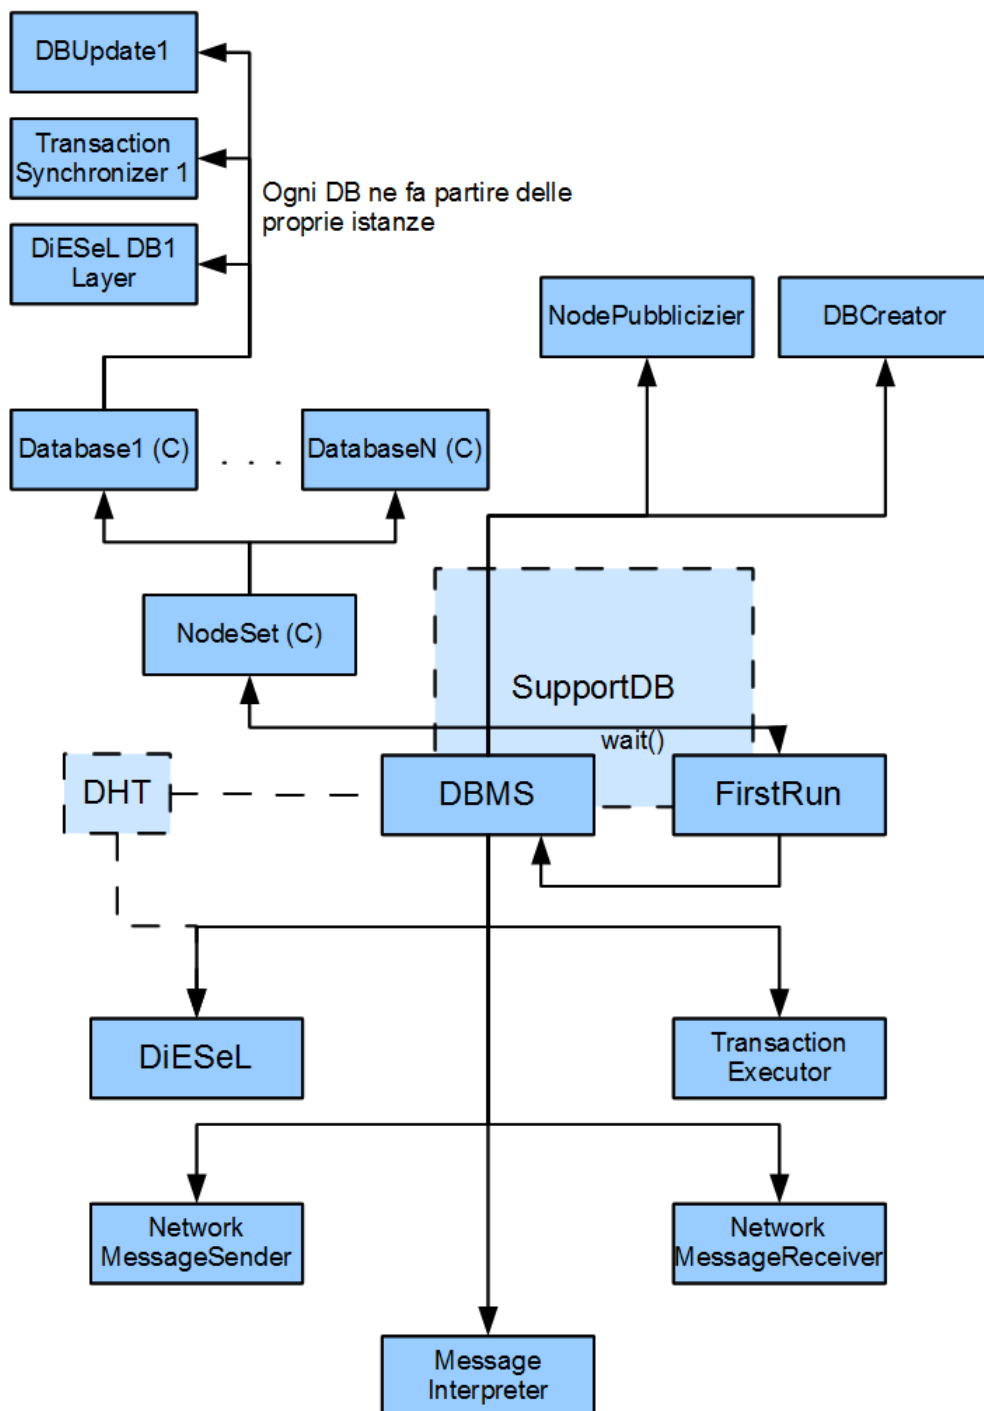 DBUpdate1
Transaction
Synchronizer 1
Ogni DB ne fa partire delle
proprie istanze
DiESeL DB1
Layer
NodePubblicizier
DBCreator
Database1 (C)
. . .
DatabaseN (C)
NodeSet (C)
SupportDB
wait()
DHT
DBMS
FirstRun
DiESeL
Transaction
Executor
Network
MessageSender
Network
MessageReceiver
Message
Interpreter